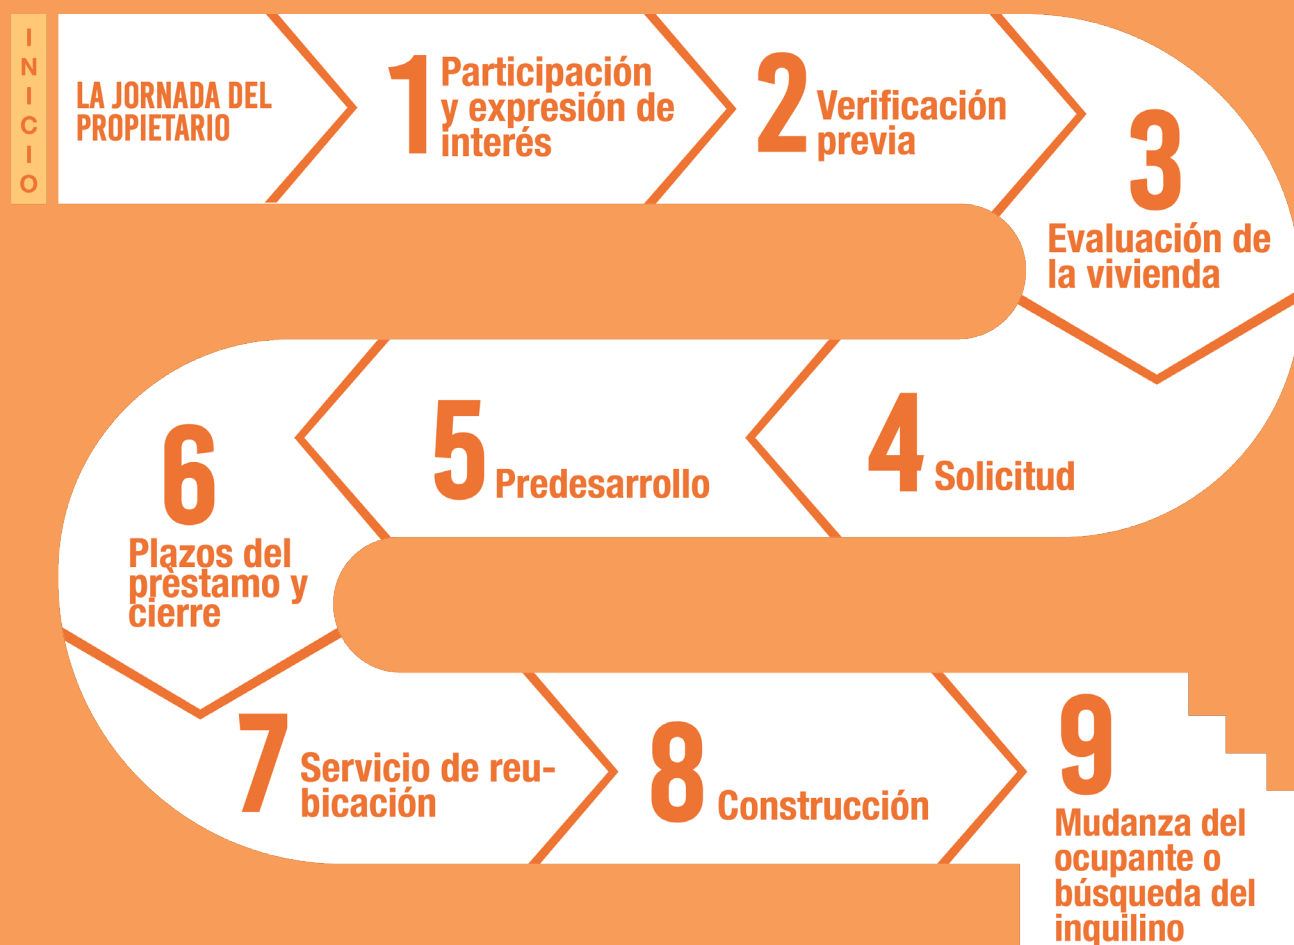 INICIO
LA JORNADA DEL
PROPIETARIO
1 Participación
y expresión de
interés
2 Verificación
previa
3
Evaluación de
la vivienda
4 Solicitud
5 Predesarrollo
6
Plazos del
prèstamo y
cierre
7 Servicio de reu-
bicación
8 Construcción
9
Mudanza del
ocupante o
búsqueda del
inquilino